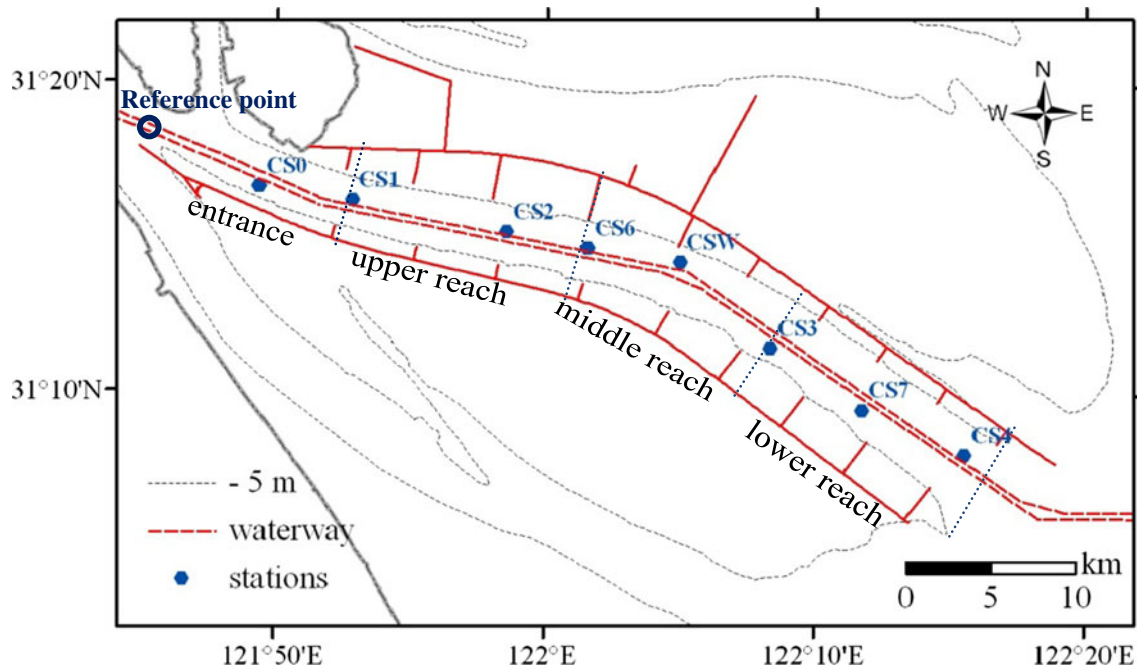 31°20'N
Reference point
N
W E
S
CS0
CS1
CS2
CS6
CSW
entrance
upper reach
middle reach
CS3
31°10'N
CS7
CS4
lower reach
- 5 m
waterway
stations
km
0 5 10
121°50'E 122°E 122°10'E 122°20'E